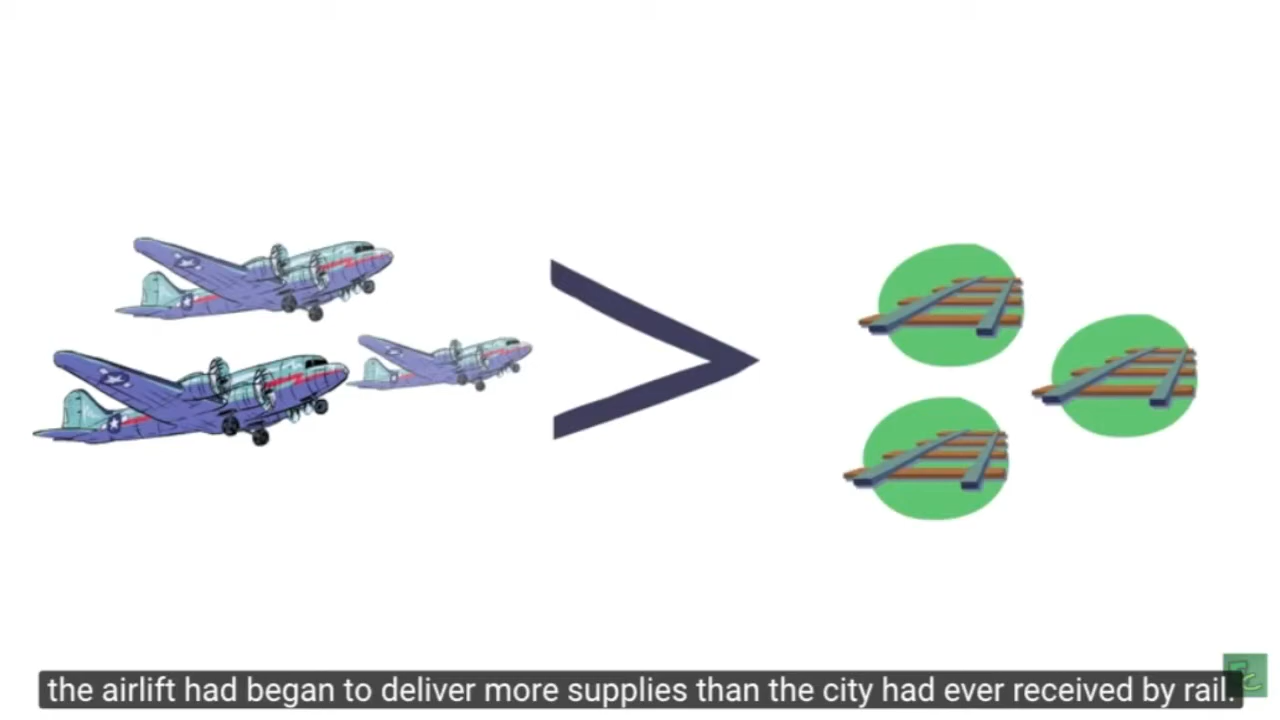 the airlift had began to deliver more supplies than the city had ever received by rail.